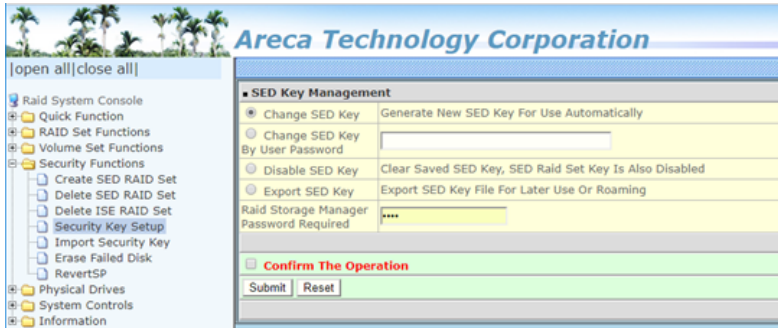 Areca Technology Corporation
|open all|close all|
Raid System Console
Quick Function
RAID Set Functions
Volume Set Functions
Security Functions
Create SED RAID Set
Delete SED RAID Set
Delete ISE RAID Set
Security Key Setup
Import Security Key
Erase Failed Disk
RevertSP
Physical Drives
System Controls
Information
SED Key Management
Change SED Key Generate New SED Key For Use Automatically
Change SED Key
By User Password
Disable SED Key Clear Saved SED Key, SED Raid Set Key Is Also Disabled
Export SED Key Export SED Key File For Later Use Or Roaming
Raid Storage Manager
Password Required
••••
Confirm The Operation
Submit Reset